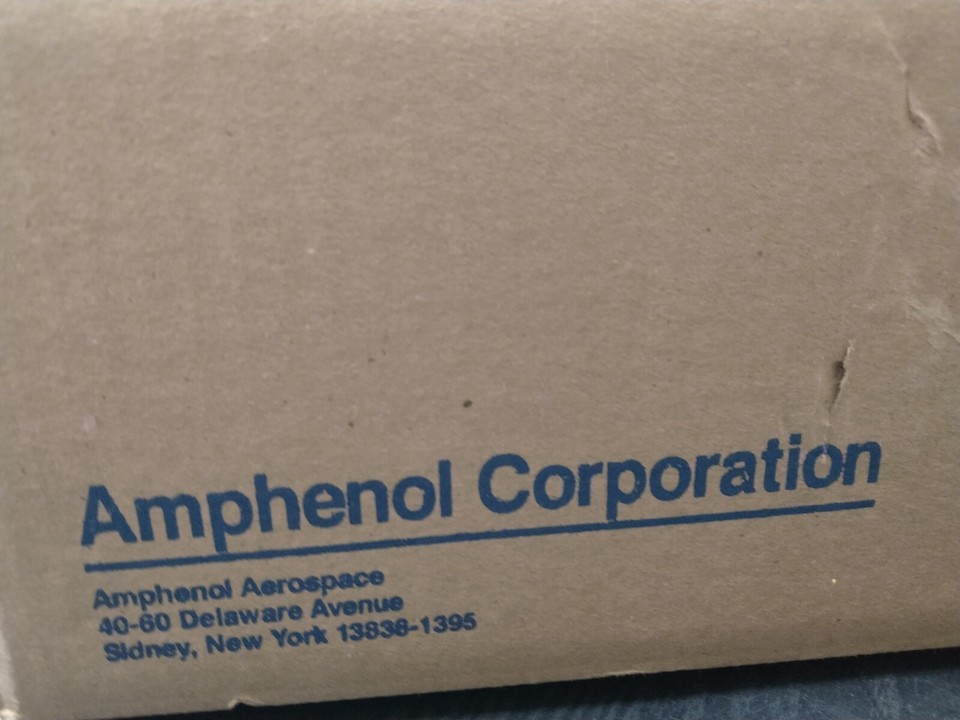 Amphenol Corporation
Amphenol Aerospace
40-60 Delaware Avenue
Sidney, New York 13838-1395